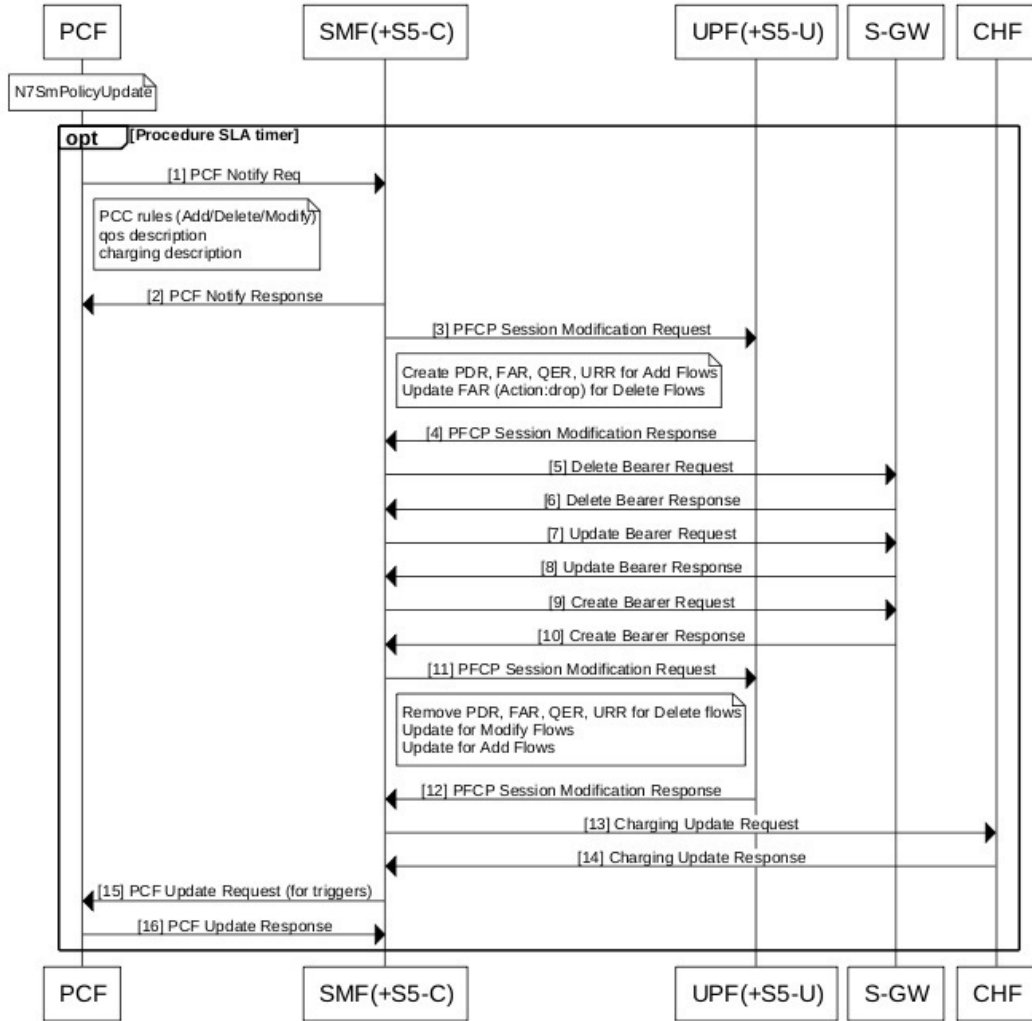 PCF
SMF(+S5-C)
UPF(+S5-U)
S-GW
CHF
N7SmPolicyUpdate
opt
[Procedure SLA timer]
[1] PCF Notify Req
PCC rules (Add/Delete/Modify)
qos description
charging description
[2] PCF Notify Response
[3] PFCP Session Modification Request
Create PDR, FAR, QER, URR for Add Flows
Update FAR (Action:drop) for Delete Flows
[4] PFCP Session Modification Response
[5] Delete Bearer Request
[6] Delete Bearer Response
[7] Update Bearer Request
[8] Update Bearer Response
[9] Create Bearer Request
[10] Create Bearer Response
[11] PFCP Session Modification Request
Remove PDR, FAR, QER, URR for Delete flows
Update for Modify Flows
Update for Add Flows
[12] PFCP Session Modification Response
[13] Charging Update Request
[14] Charging Update Response
[15] PCF Update Request (for triggers)
[16] PCF Update Response
PCF
SMF(+S5-C)
UPF(+S5-U)
S-GW
CHF